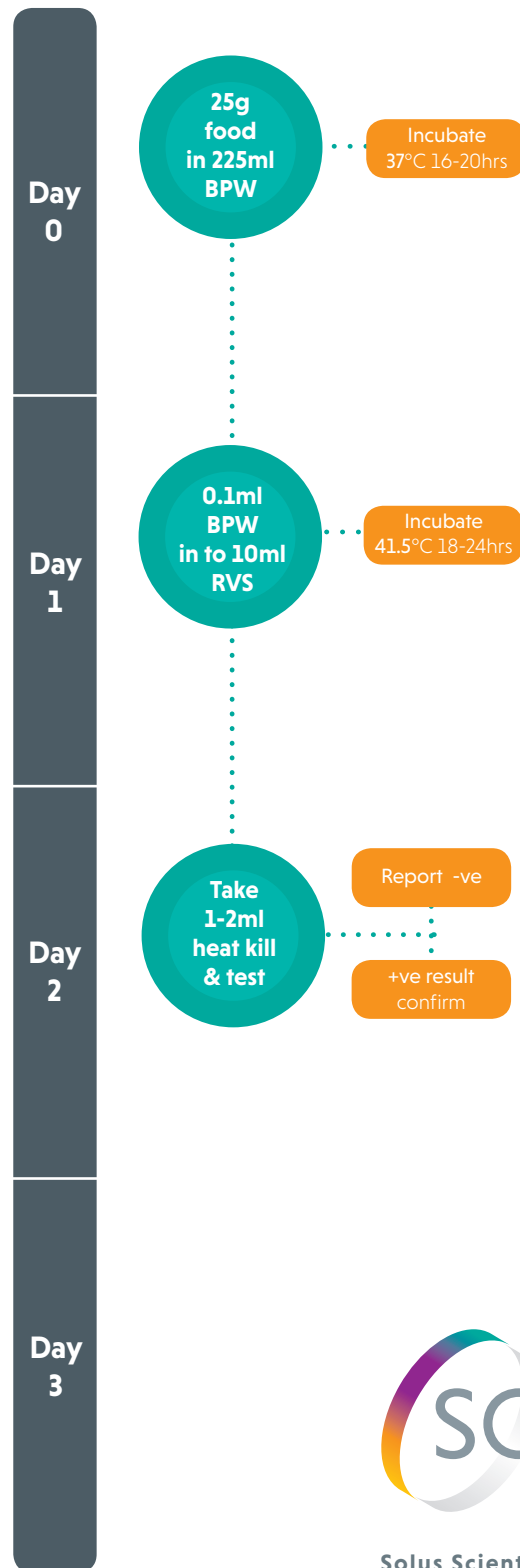 Day
0
25g
food
in 225ml
BPW
Incubate
37°C 16-20hrs
Day
1
0.1ml
BPW
in to 10ml
RVS
Incubate
41.5°C 18-24hrs
Day
2
Take
1-2ml
heat kill
& test
Report -ve
+ve result
confirm
Day
3
Solus